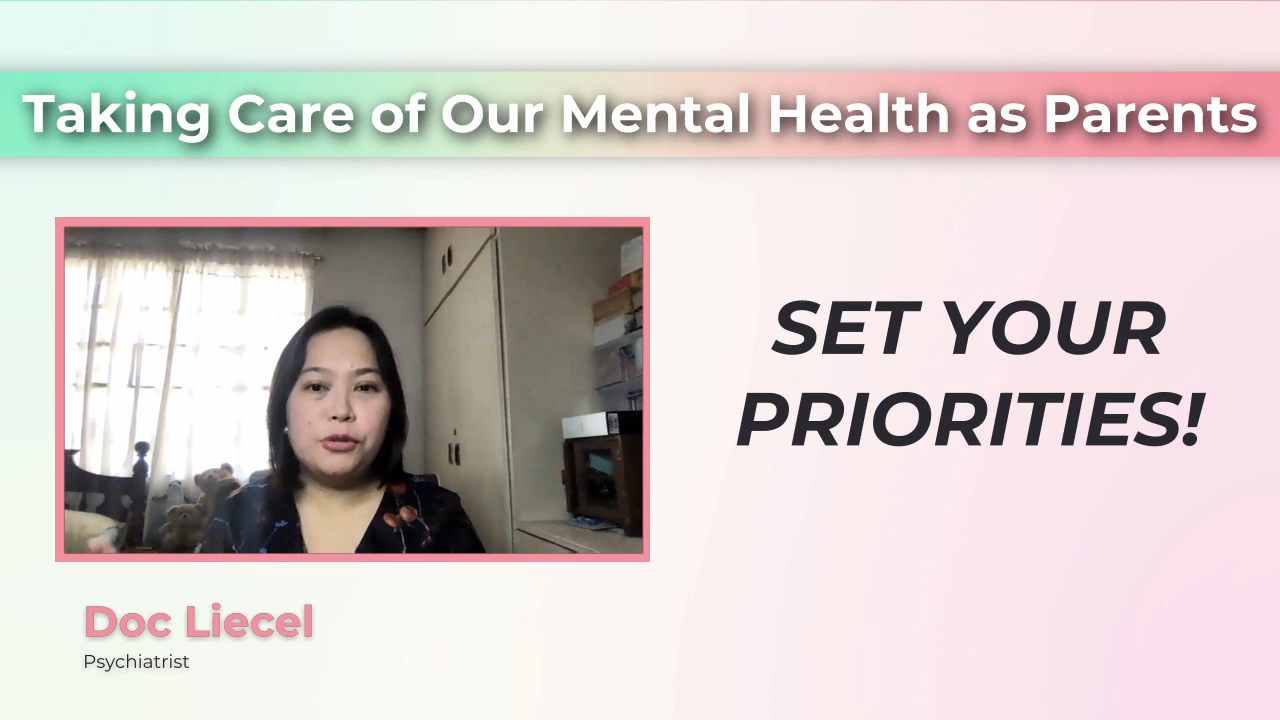 Taking Care of Our Mental Health as Parents
SET YOUR
PRIORITIES!
Doc Liecel
Psychiatrist